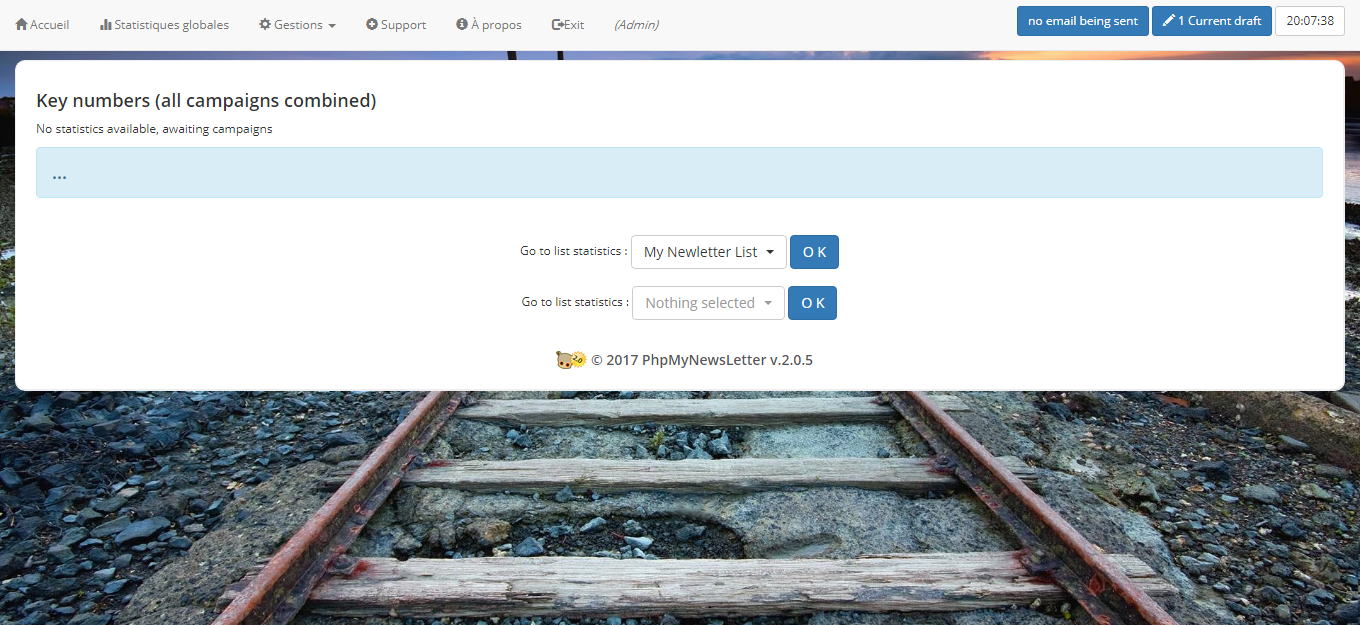 Accueil Statistiques globales Gestions Support À propos Exit (Admin) no email being sent 1 Current draft 20:07:38
Key numbers (all campaigns combined)
No statistics available, awaiting campaigns
...
Go to list statistics : My Newletter List O K
Go to list statistics : Nothing selected O K
2.0 © 2017 PhpMyNewsLetter v.2.0.5